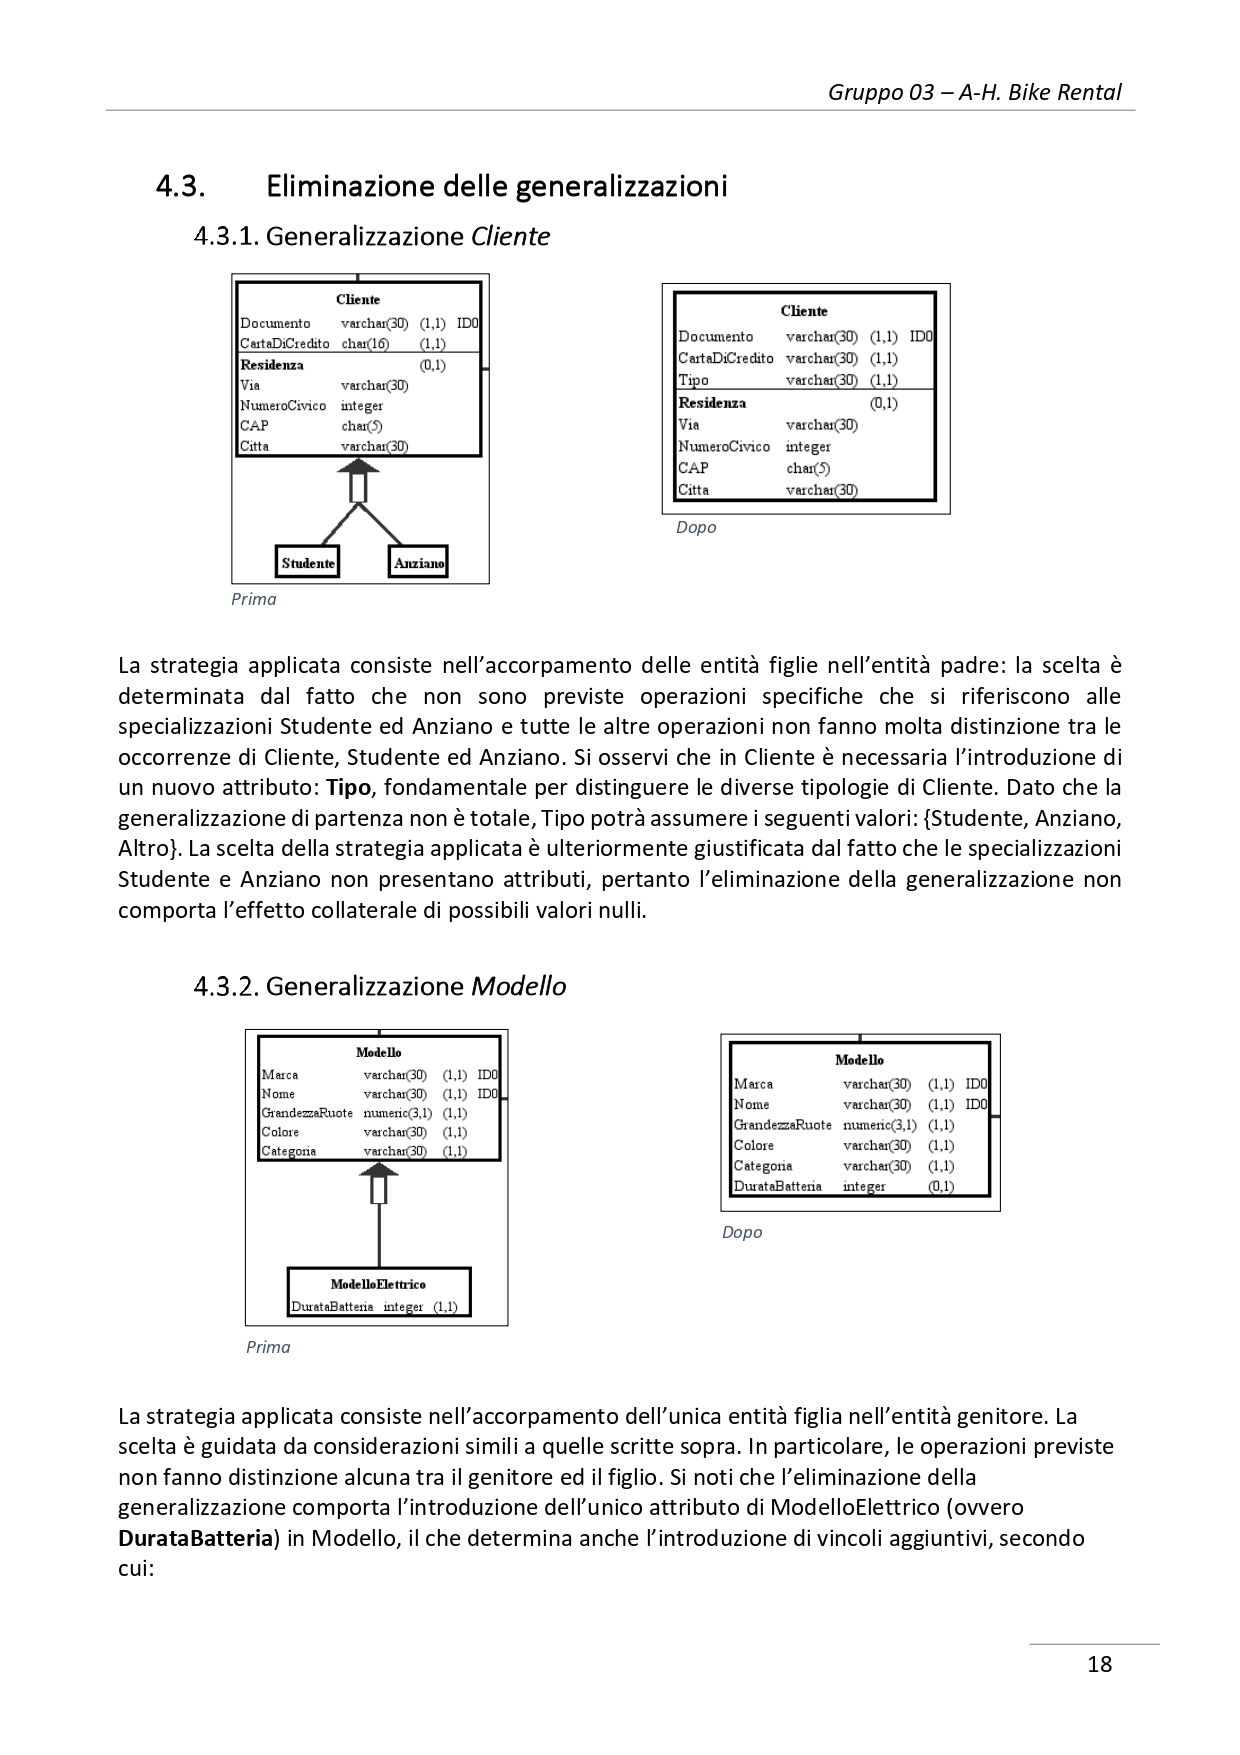 Gruppo 03 – A-H. Bike Rental
4.3. Eliminazione delle generalizzazioni
4.3.1. Generalizzazione Cliente
Cliente
Documento varchar(30) (1,1) ID0
CartaDiCredito char(16) (1,1)
Residenza (0,1)
Via varchar(30)
NumeroCivico integer
CAP char(5)
Citta varchar(30)
Studente Anziano
Prima
Cliente
Documento varchar(30) (1,1) ID0
CartaDiCredito varchar(30) (1,1)
Tipo varchar(30) (1,1)
Residenza (0,1)
Via varchar(30)
NumeroCivico integer
CAP char(5)
Citta varchar(30)
Dopo
La strategia applicata consiste nell’accorpamento delle entità figlie nell’entità padre: la scelta è
determinata dal fatto che non sono previste operazioni specifiche che si riferiscono alle
specializzazioni Studente ed Anziano e tutte le altre operazioni non fanno molta distinzione tra le
occorrenze di Cliente, Studente ed Anziano. Si osservi che in Cliente è necessaria l’introduzione di
un nuovo attributo: Tipo, fondamentale per distinguere le diverse tipologie di Cliente. Dato che la
generalizzazione di partenza non è totale, Tipo potrà assumere i seguenti valori: {Studente, Anziano,
Altro}. La scelta della strategia applicata è ulteriormente giustificata dal fatto che le specializzazioni
Studente e Anziano non presentano attributi, pertanto l’eliminazione della generalizzazione non
comporta l’effetto collaterale di possibili valori nulli.
4.3.2. Generalizzazione Modello
Modello
Marca varchar(30) (1,1) ID0
Nome varchar(30) (1,1) ID0
GrandezzaRuote numeric(3,1) (1,1)
Colore varchar(30) (1,1)
Categoria varchar(30) (1,1)
ModelloElettrico
DurataBatteria integer (1,1)
Prima
Modello
Marca varchar(30) (1,1) ID0
Nome varchar(30) (1,1) ID0
GrandezzaRuote numeric(3,1) (1,1)
Colore varchar(30) (1,1)
Categoria varchar(30) (1,1)
DurataBatteria integer (0,1)
Dopo
La strategia applicata consiste nell’accorpamento dell’unica entità figlia nell’entità genitore. La
scelta è guidata da considerazioni simili a quelle scritte sopra. In particolare, le operazioni previste
non fanno distinzione alcuna tra il genitore ed il figlio. Si noti che l’eliminazione della
generalizzazione comporta l’introduzione dell’unico attributo di ModelloElettrico (ovvero
DurataBatteria) in Modello, il che determina anche l’introduzione di vincoli aggiuntivi, secondo
cui:
18